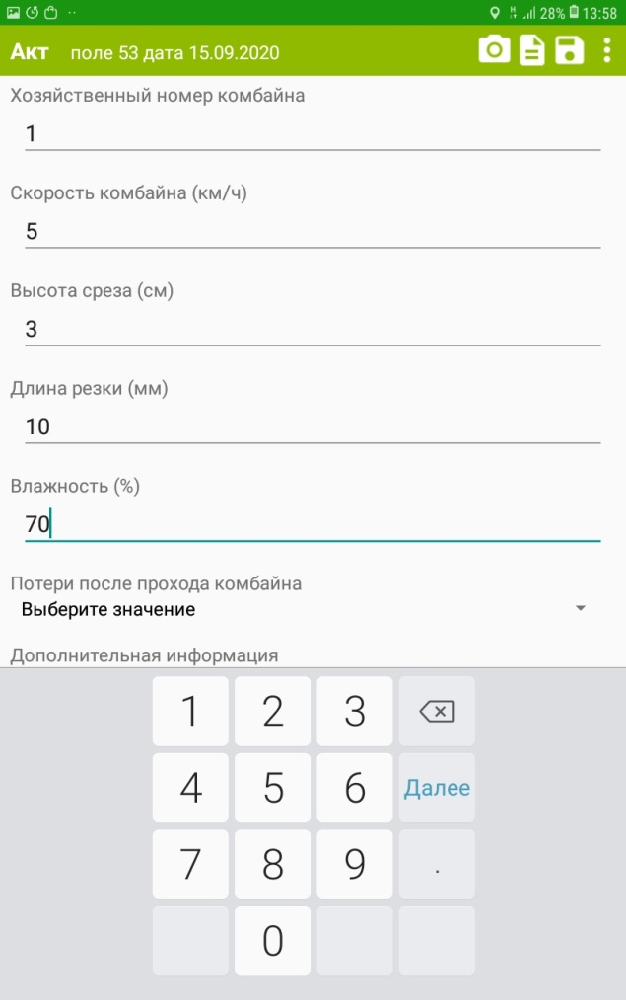 28% 13:58
Акт поле 53 дата 15.09.2020
Хозяйственный номер комбайна
1
Скорость комбайна (км/ч)
5
Высота среза (см)
3
Длина резки (мм)
10
Влажность (%)
70
Потери после прохода комбайна
Выберите значение
Дополнительная информация
1 2 3
4 5 6 Далее
7 8 9 .
0